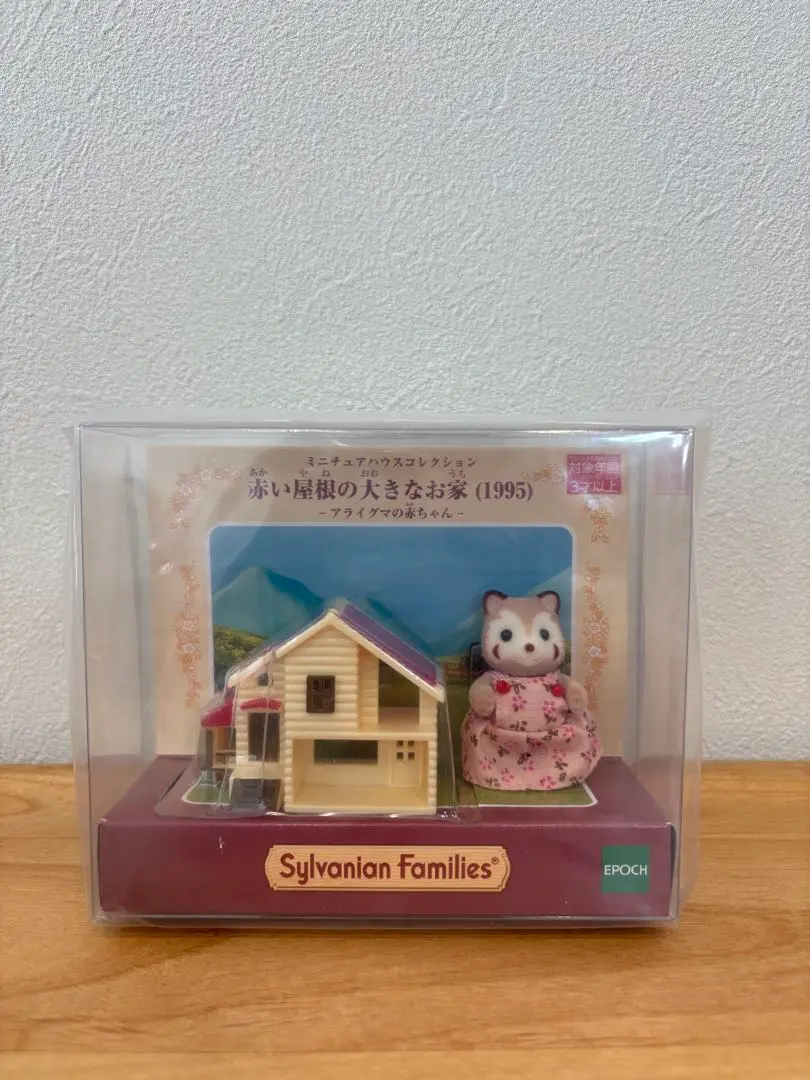 ミニチュアハウスコレクション
赤い屋根の大きなお家 (1995)
–アライグマの赤ちゃん–
対象年齢
3才以上
Sylvanian Families®
EPOCH